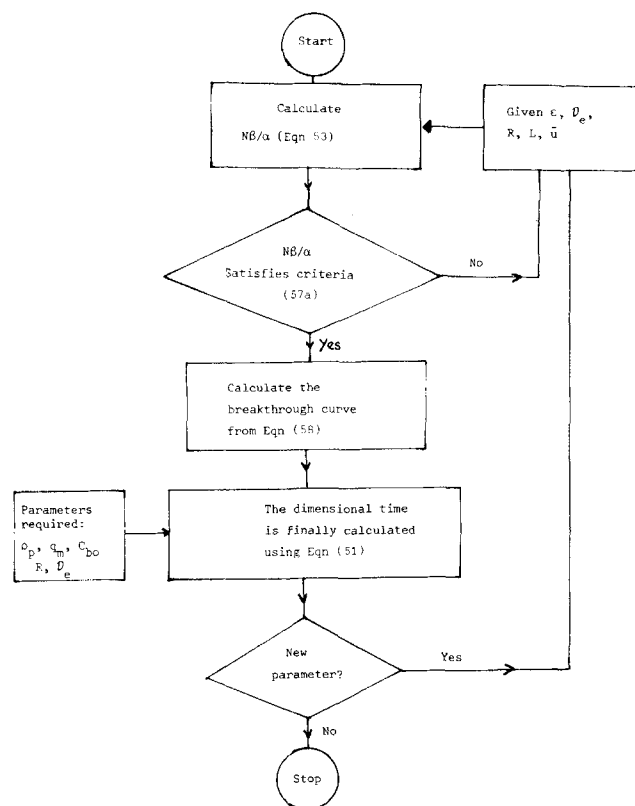 Start
Calculate
Nβ/α (Eqn 53)
Given ε, 𝒟e,
R, L, ū
Nβ/α
Satisfies criteria
(57a)
No
Yes
Calculate the
breakthrough curve
from Eqn (58)
Parameters
required:
ρp, qm, Cbo
R, 𝒟e
The dimensional time
is finally calculated
using Eqn (51)
New
parameter?
Yes
No
Stop